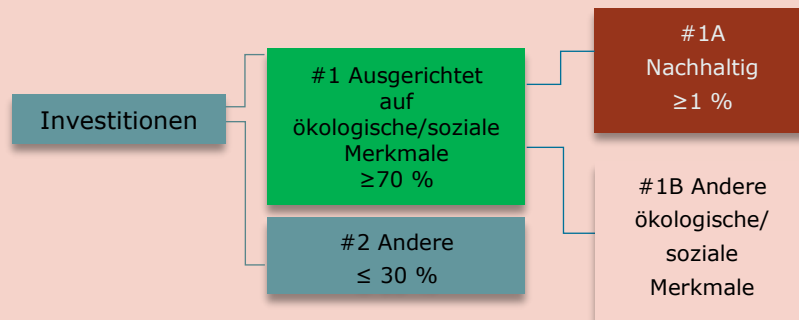 Investitionen
#1 Ausgerichtet
auf
ökologische/soziale
Merkmale
≥70 %
#2 Andere
≤ 30 %
#1A
Nachhaltig
≥1 %
#1B Andere
ökologische/
soziale
Merkmale